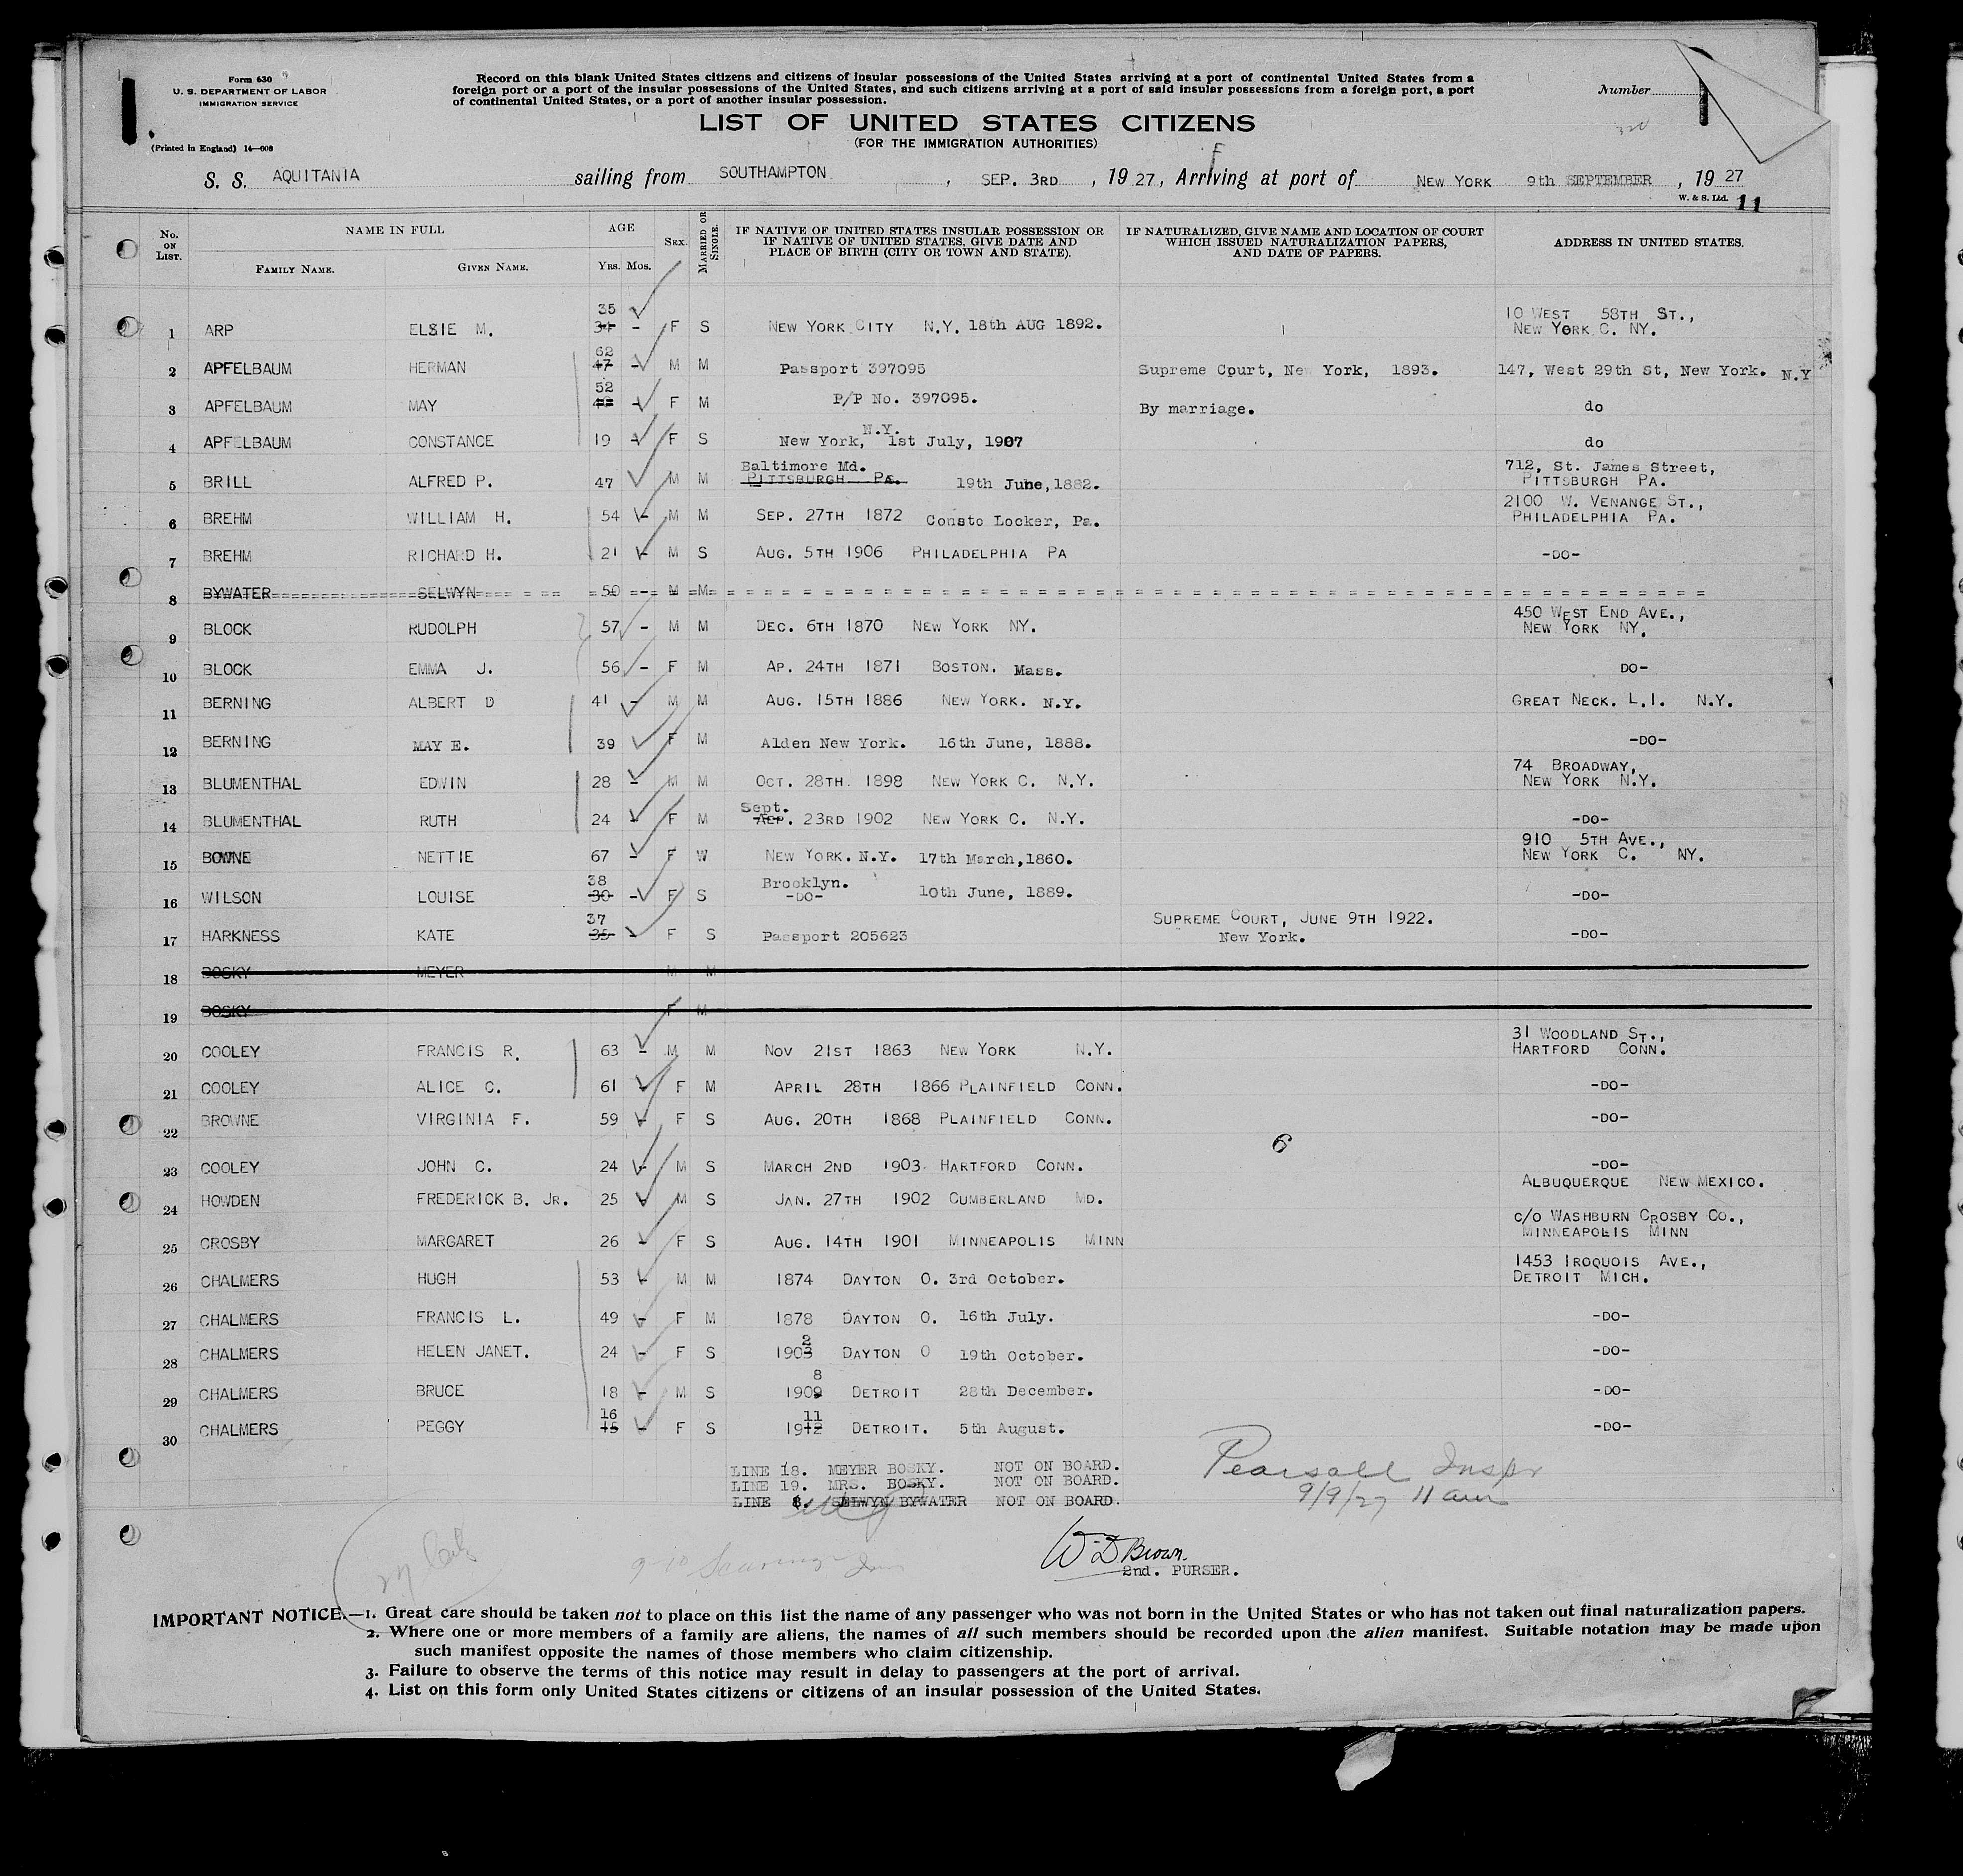 Form 630
U. S. DEPARTMENT OF LABOR
IMMIGRATION SERVICE
(Printed in England) 14—608
Record on this blank United States citizens and citizens of insular possessions of the United States arriving at a port of continental United States from a
foreign port or a port of the insular possessions of the United States, and such citizens arriving at a port of said insular possessions from a foreign port, a port
of continental United States, or a port of another insular possession.
Number
LIST OF UNITED STATES CITIZENS
(FOR THE IMMIGRATION AUTHORITIES)
S. S. AQUITANIA sailing from SOUTHAMPTON, SEP. 3RD, 1927, Arriving at port of NEW YORK 9th SEPTEMBER, 1927
W. & S. Ltd. 11
No. ON LIST. NAME IN FULL AGE SEX. MARRIED OR SINGLE. IF NATIVE OF UNITED STATES INSULAR POSSESSION OR IF NATIVE OF UNITED STATES, GIVE DATE AND PLACE OF BIRTH (CITY OR TOWN AND STATE). IF NATURALIZED, GIVE NAME AND LOCATION OF COURT WHICH ISSUED NATURALIZATION PAPERS, AND DATE OF PAPERS. ADDRESS IN UNITED STATES.
FAMILY NAME. GIVEN NAME. YRS. MOS.
1 ARP ELSIE M. 35 34 - F S NEW YORK CITY N.Y. 18th AUG 1892. 10 WEST 58TH ST., NEW YORK C. NY.
2 APFELBAUM HERMAN 62 47 - M M Passport 397095 Supreme Court, New York, 1893. 147, West 29th St, New York. N.Y
3 APFELBAUM MAY 52 - F M P/P No. 397095. By marriage. do
4 APFELBAUM CONSTANCE 19 - F S New York, N.Y. 1st July, 1907 do
5 BRILL ALFRED P. 47 M M Baltimore Md. PITTSBURGH PA. 19th June, 1882. 712, St. James Street, PITTSBURGH PA.
6 BREHM WILLIAM H. 54 - M M SEP. 27TH 1872 Consto Locker, Pa. 2100 W. VENANGE ST., PHILADELPHIA PA.
7 BREHM RICHARD H. 21 - M S AUG. 5TH 1906 PHILADELPHIA PA -DO-
8 BYWATER SELWYN 50 -- M M
9 BLOCK RUDOLPH 57 - M M DEC. 6TH 1870 NEW YORK NY. 450 WEST END AVE., NEW YORK NY.
10 BLOCK EMMA J. 56 - F M AP. 24TH 1871 BOSTON. Mass. DO-
11 BERNING ALBERT D 41 - M M AUG. 15TH 1886 NEW YORK. N.Y. GREAT NECK. L.I. N.Y.
12 BERNING MAY E. 39 F M Alden New York. 16th June, 1888. -DO-
13 BLUMENTHAL EDWIN 28 - M M OCT. 28TH. 1898 NEW YORK C. N.Y. 74 BROADWAY, NEW YORK N.Y.
14 BLUMENTHAL RUTH 24 - F M Sept. 23RD 1902 NEW YORK C. N.Y. -DO-
15 BOWNE NETTIE 67 - F W NEW YORK. N.Y. 17th March, 1860. 910 5TH AVE., NEW YORK C. NY.
16 WILSON LOUISE 38 30 - F S Brooklyn. -DO- 10th June, 1889. -DO-
17 HARKNESS KATE 37 35 - F S Passport 205623 SUPREME COURT, JUNE 9TH 1922. New York. -DO-
18 BOSKY MEYER M M
19 BOSKY F M
20 COOLEY FRANCIS R. 63 - M M NOV 21ST 1863 NEW YORK N.Y. 31 WOODLAND ST., HARTFORD CONN.
21 COOLEY ALICE C. 61 - F M APRIL 28TH 1866 PLAINFIELD CONN. -DO-
22 BROWNE VIRGINIA F. 59 - F S AUG. 20TH 1868 PLAINFIELD CONN. -DO-
6
23 COOLEY JOHN C. 24 - M S MARCH 2ND 1903 HARTFORD CONN. -DO-
24 HOWDEN FREDERICK B. JR. 25 - M S JAN. 27TH 1902 CUMBERLAND MD. ALBUQUERQUE NEW MEXICO.
25 CROSBY MARGARET 26 - F S AUG. 14TH 1901 MINNEAPOLIS MINN c/o WASHBURN CROSBY CO., MINNEAPOLIS MINN
26 CHALMERS HUGH 53 - M M 1874 DAYTON O. 3rd October. 1453 IROQUOIS AVE., DETROIT MICH.
27 CHALMERS FRANCIS L. 49 - F M 1878 DAYTON O. 16th July. -DO-
28 CHALMERS HELEN JANET. 24 - F S 1903 2 DAYTON O 19th October. -DO-
29 CHALMERS BRUCE 18 - M S 1909 8 DETROIT 28th December. -DO-
30 CHALMERS PEGGY 16 15 - F S 1912 11 DETROIT. 5th August. -DO-
LINE 18. MEYER BOSKY. NOT ON BOARD.
LINE 19. MRS. BOSKY. NOT ON BOARD.
LINE 8. SELWYN BYWATER NOT ON BOARD.
Pearsall Inspr
9/9/27 11 am
W D Brown.
2nd. PURSER.
IMPORTANT NOTICE.—1. Great care should be taken not to place on this list the name of any passenger who was not born in the United States or who has not taken out final naturalization papers.
2. Where one or more members of a family are aliens, the names of all such members should be recorded upon the alien manifest. Suitable notation may be made upon
such manifest opposite the names of those members who claim citizenship.
3. Failure to observe the terms of this notice may result in delay to passengers at the port of arrival.
4. List on this form only United States citizens or citizens of an insular possession of the United States.